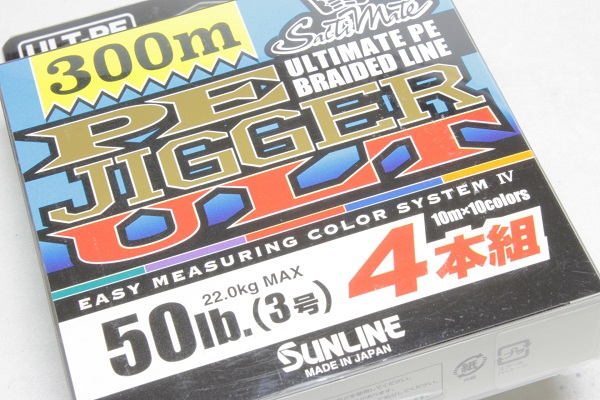 ULT-PE
300m
SaltiMate
ULTIMATE PE
BRAIDED LINE
PE
JIGGER
ULT
EASY MEASURING COLOR SYSTEM IV
10m×10colors
4本組
22.0kg MAX
50lb.(3号)
SUNLINE
MADE IN JAPAN
紙